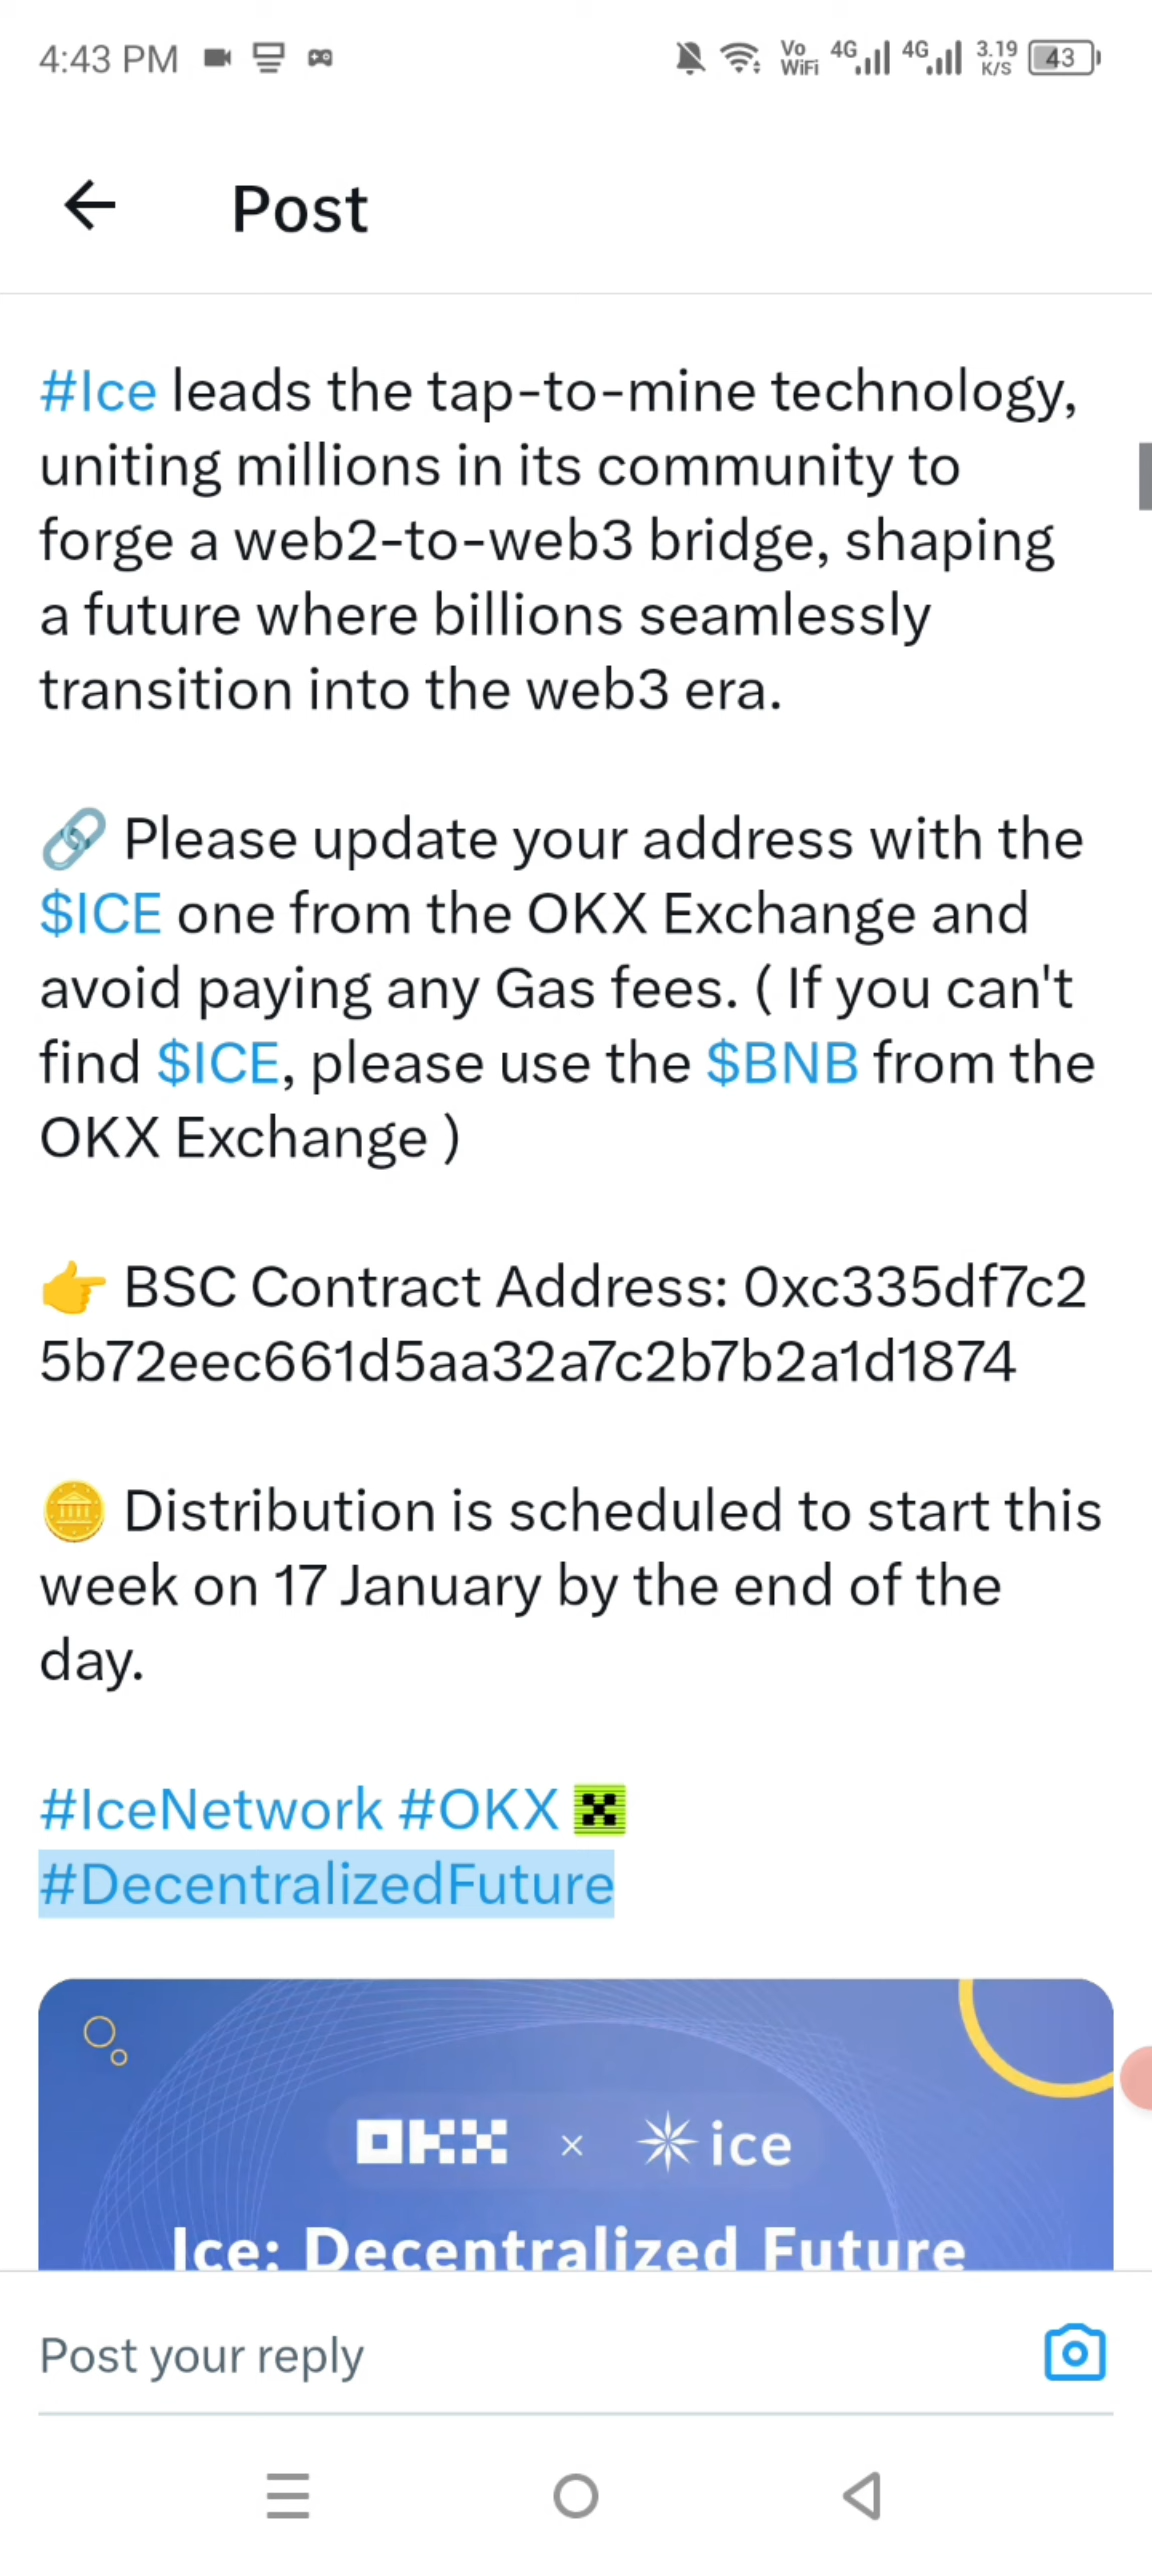 4:43 PM
Vo WiFi 4G 4G 3.19 K/S 43
Post
#Ice leads the tap-to-mine technology,
uniting millions in its community to
forge a web2-to-web3 bridge, shaping
a future where billions seamlessly
transition into the web3 era.
🔗 Please update your address with the
$ICE one from the OKX Exchange and
avoid paying any Gas fees. ( If you can't
find $ICE, please use the $BNB from the
OKX Exchange )
👉 BSC Contract Address: 0xc335df7c2
5b72eec661d5aa32a7c2b7b2a1d1874
🪙 Distribution is scheduled to start this
week on 17 January by the end of the
day.
#IceNetwork #OKX
#DecentralizedFuture
OKX × ice
Ice: Decentralized Future
Post your reply